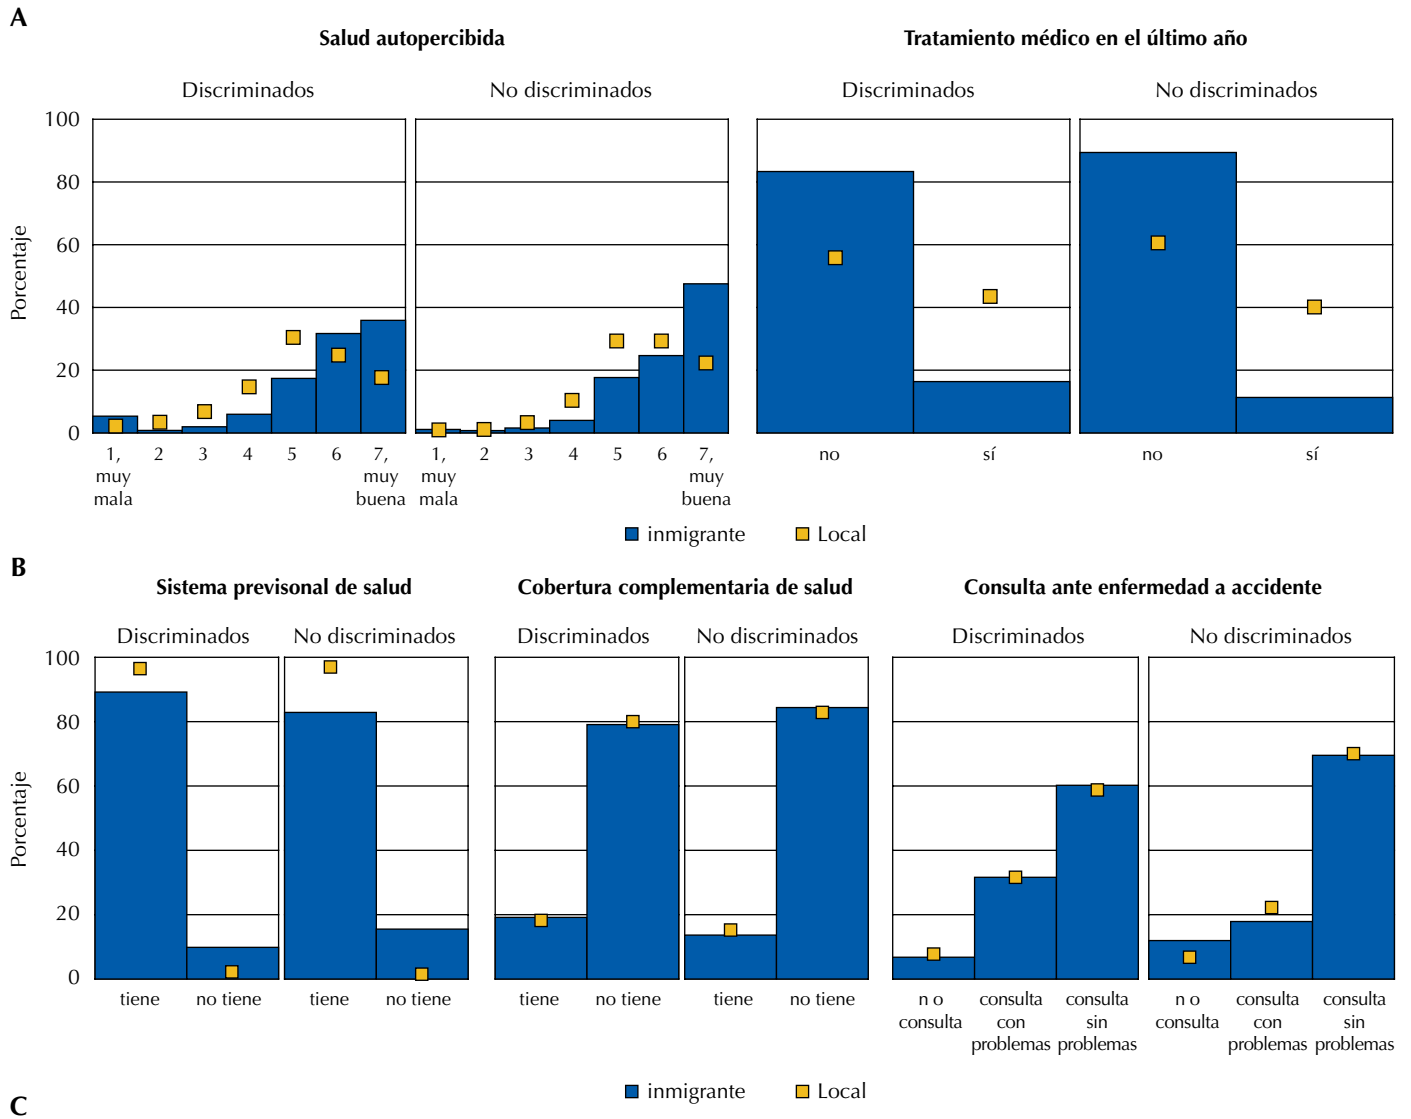 A
Salud autopercibida
Tratamiento médico en el último año
Discriminados
No discriminados
Discriminados
No discriminados
Porcentaje
100
80
60
40
20
0
1, muy mala
2
3
4
5
6
7, muy buena
1, muy mala
2
3
4
5
6
7, muy buena
no
sí
no
sí
inmigrante
Local
B
Sistema previsonal de salud
Cobertura complementaria de salud
Consulta ante enfermedad a accidente
Discriminados
No discriminados
Discriminados
No discriminados
Discriminados
No discriminados
Porcentaje
100
80
60
40
20
0
tiene
no tiene
tiene
no tiene
tiene
no tiene
tiene
no tiene
n o consulta
consulta con problemas
consulta sin problemas
n o consulta
consulta con problemas
consulta sin problemas
inmigrante
Local
C